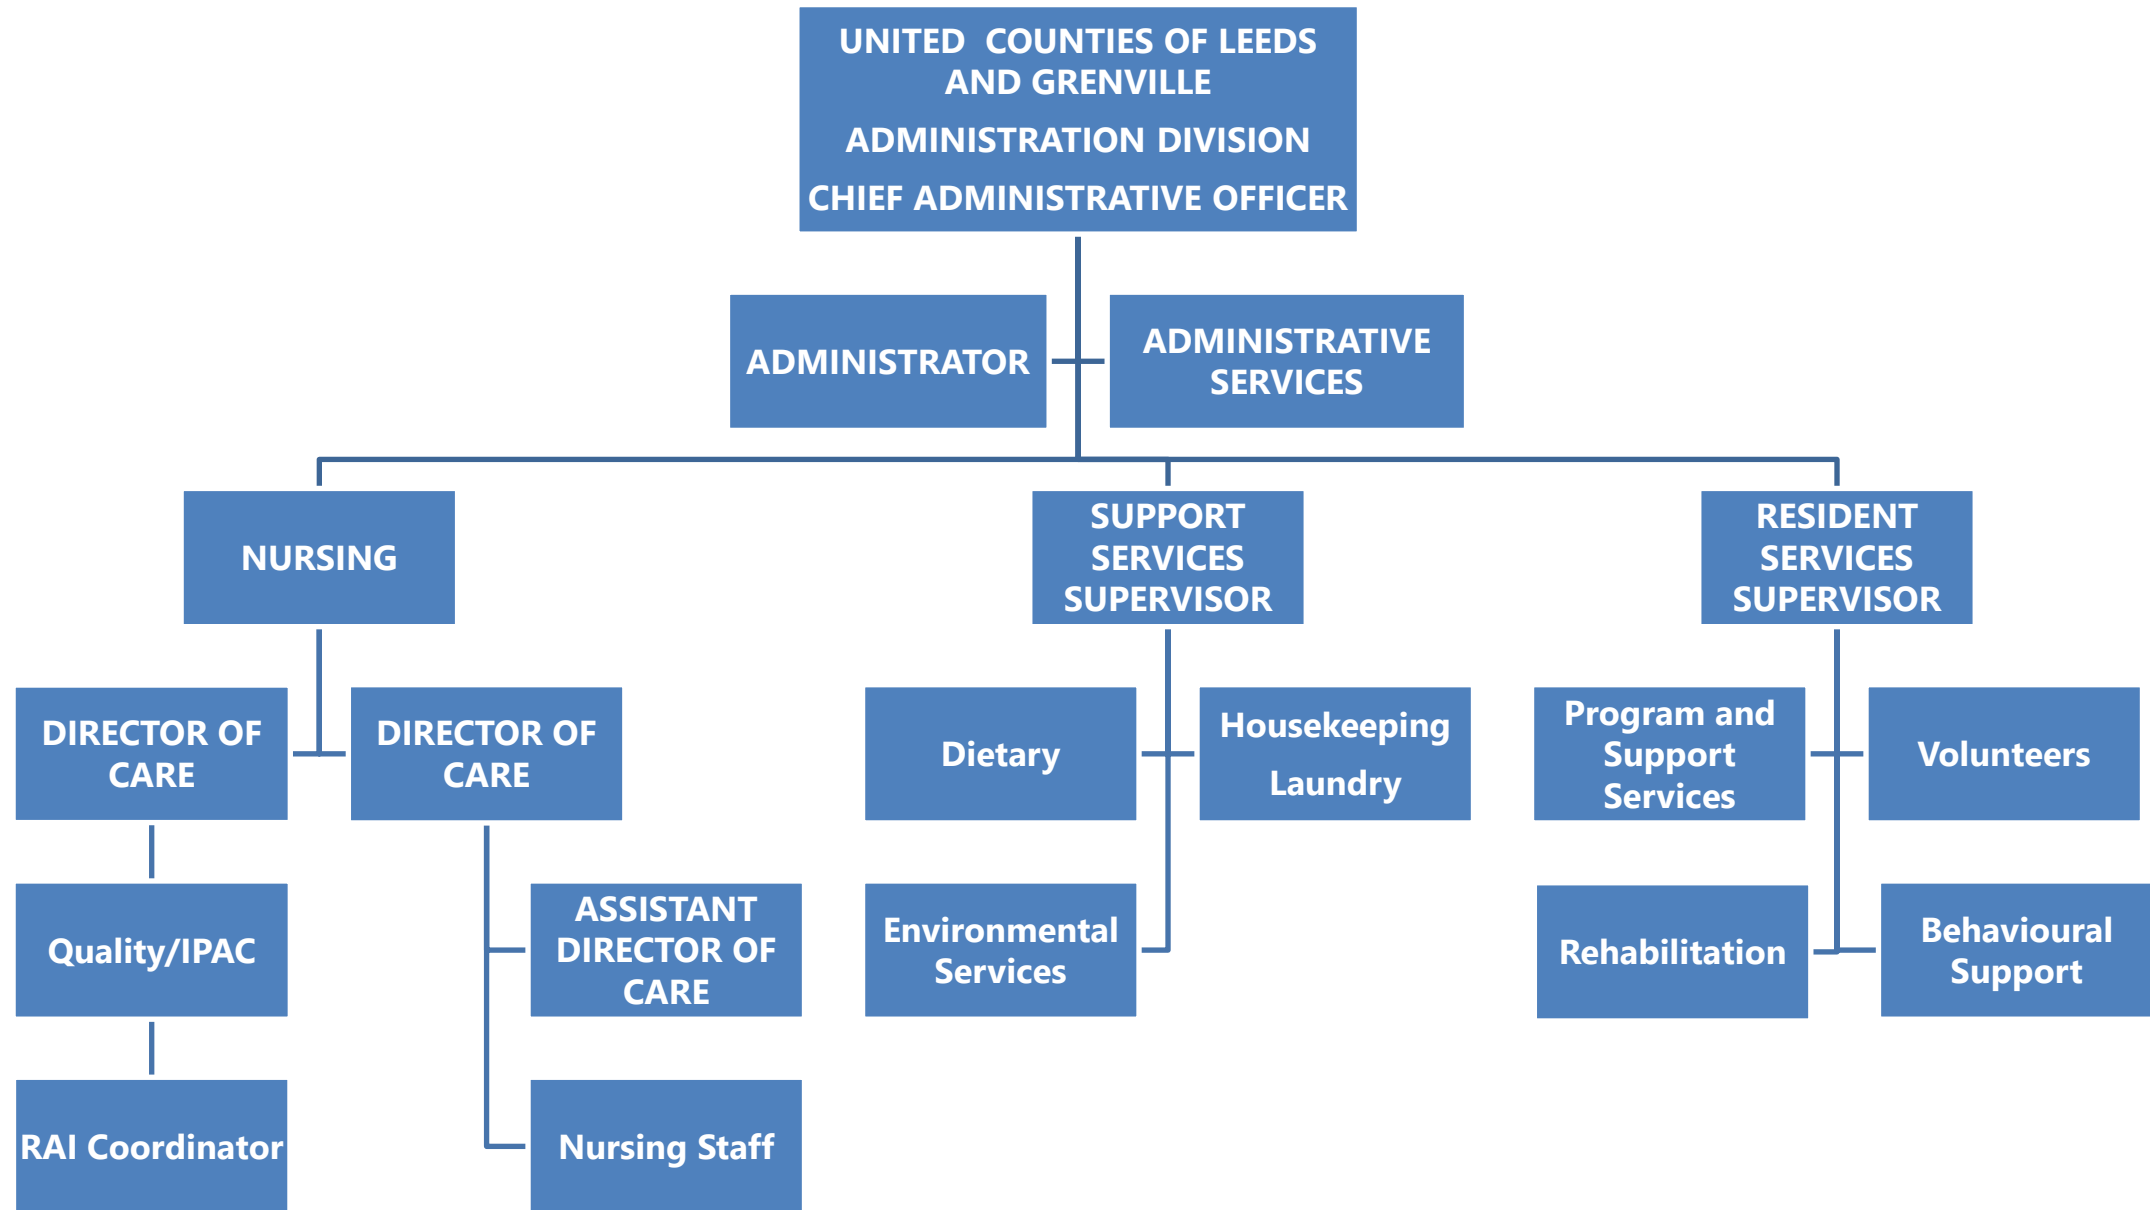 UNITED COUNTIES OF LEEDS
AND GRENVILLE
ADMINISTRATION DIVISION
CHIEF ADMINISTRATIVE OFFICER
ADMINISTRATOR
ADMINISTRATIVE
SERVICES
NURSING
SUPPORT
SERVICES
SUPERVISOR
RESIDENT
SERVICES
SUPERVISOR
DIRECTOR OF
CARE
DIRECTOR OF
CARE
Dietary
Housekeeping
Laundry
Program and
Support
Services
Volunteers
Quality/IPAC
ASSISTANT
DIRECTOR OF
CARE
Environmental
Services
Rehabilitation
Behavioural
Support
RAI Coordinator
Nursing Staff